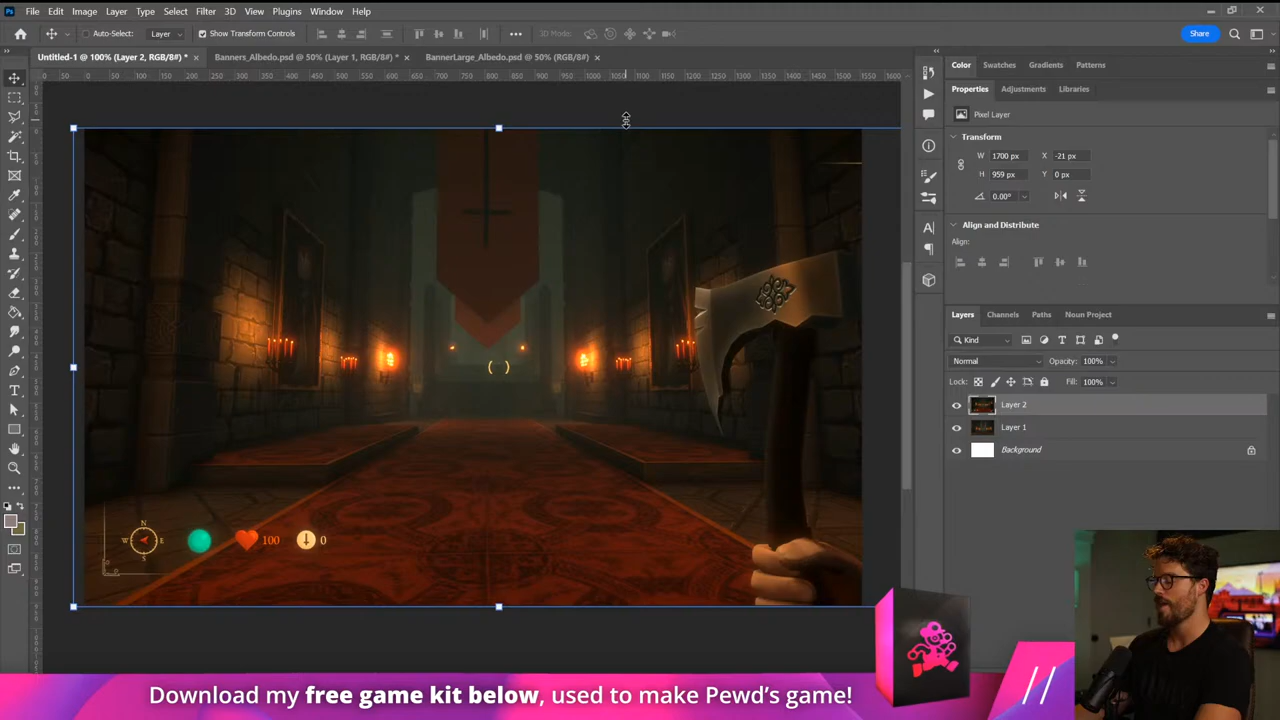 Ps File Edit Image Layer Type Select Filter 3D View Plugins Window Help
Auto-Select: Layer Show Transform Controls 3D Mode: Share
Untitled-1 @ 100% (Layer 2, RGB/8#) * × Banners_Albedo.psd @ 50% (Layer 1, RGB/8#) * × BannerLarge_Albedo.psd @ 50% (RGB/8#) ×
Color Swatches Gradients Patterns
Properties Adjustments Libraries
Pixel Layer
Transform
W 1700 px X -21 px
H 959 px Y 0 px
0.00°
Align and Distribute
Align:
Layers Channels Paths Noun Project
Kind
Normal Opacity: 100%
Lock: Fill: 100%
Layer 2
Layer 1
Background
N
W E
S
100 0
Download my free game kit below, used to make Pewd's game!
//